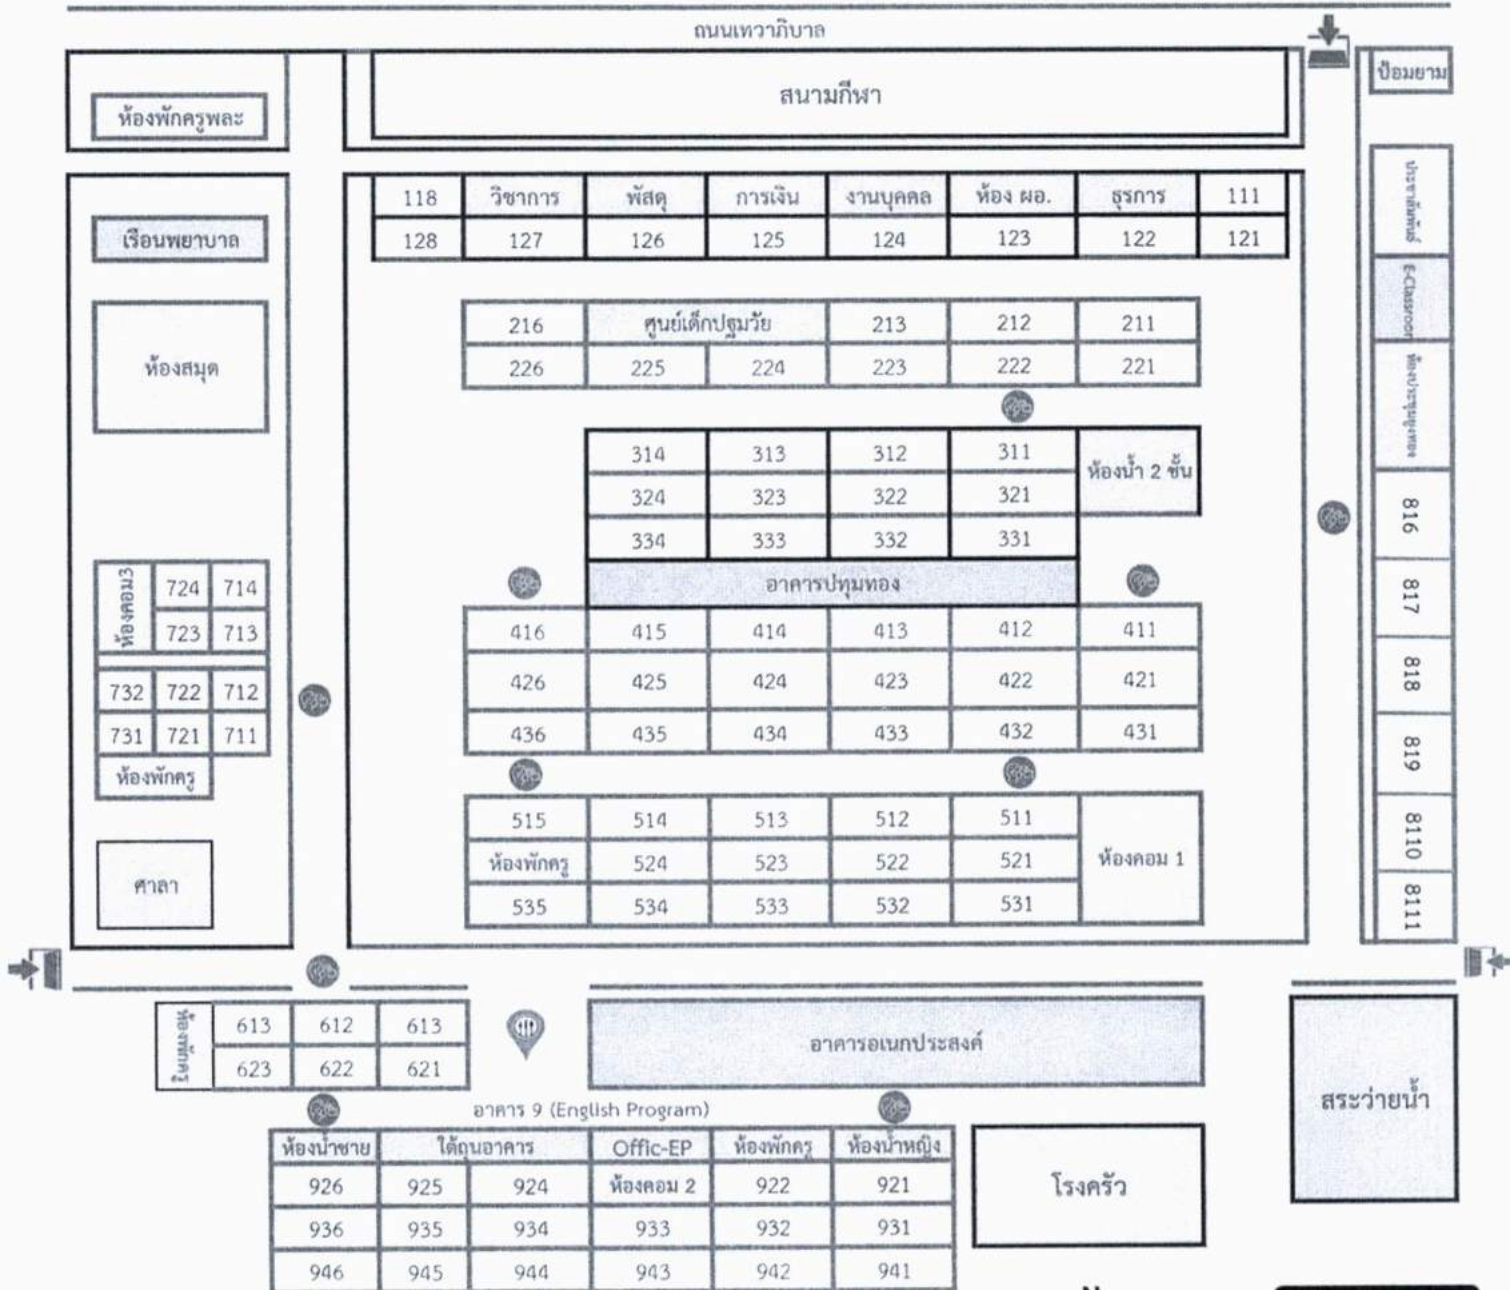 ถนนเทวาภิบาล
สนามกีฬา
ป้อมยาม
ห้องพักครูพละ
118 วิชาการ พัสดุ การเงิน งานบุคคล ห้อง ผอ. ธุรการ 111
128 127 126 125 124 123 122 121
ประชาสัมพันธ์
E-Classroom
เรือนพยาบาล
216 ศูนย์เด็กปฐมวัย 213 212 211
226 225 224 223 222 221
ห้องสมุด
314 313 312 311 ห้องน้ำ 2 ชั้น
324 323 322 321
334 333 332 331
816
817
818
819
8110
8111
อาคารปทุมทอง
ห้องคอม3 724 714
723 713
732 722 712
731 721 711
ห้องพักครู
416 415 414 413 412 411
426 425 424 423 422 421
436 435 434 433 432 431
515 514 513 512 511 ห้องคอม 1
ห้องพักครู 524 523 522 521
535 534 533 532 531
ศาลา
ห้องพักครู 613 612 613
623 622 621
อาคารอเนกประสงค์
สระว่ายน้ำ
อาคาร 9 (English Program)
ห้องน้ำชาย ใต้ถุนอาคาร Offic-EP ห้องพักครู ห้องน้ำหญิง
926 925 924 ห้องคอม 2 922 921
936 935 934 933 932 931
946 945 944 943 942 941
โรงครัว